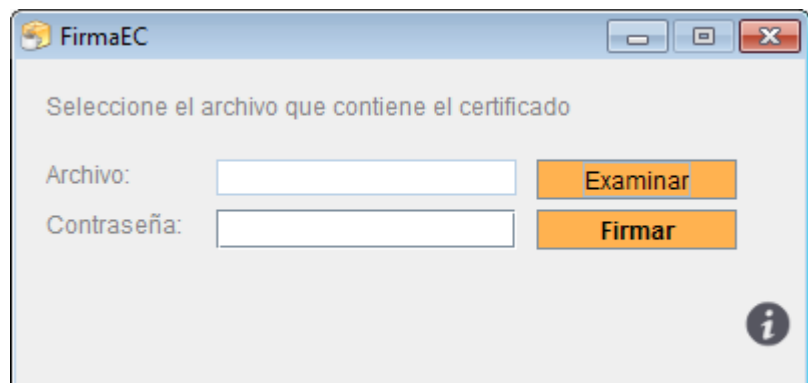 FirmaEC
Seleccione el archivo que contiene el certificado
Archivo:
Examinar
Contraseña:
Firmar